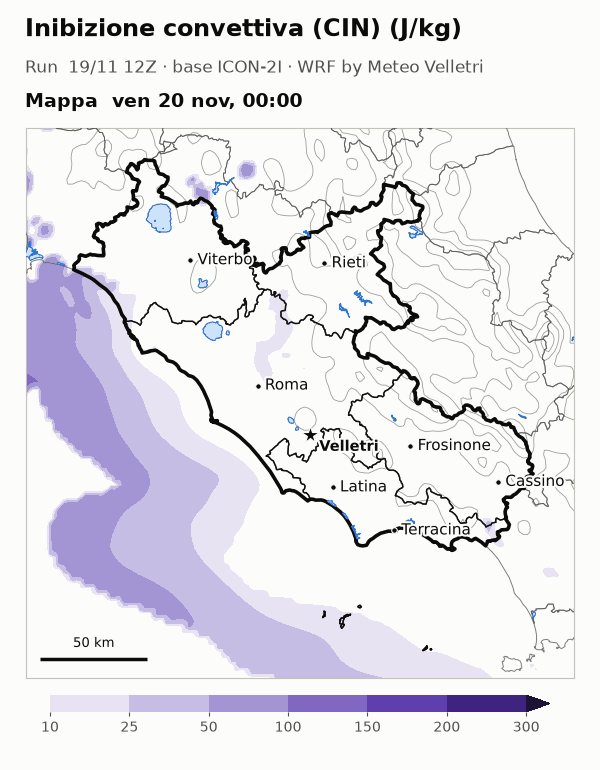 Inibizione convettiva (CIN) (J/kg)
Run 19/11 12Z · base ICON-2I · WRF by Meteo Velletri
Mappa ven 20 nov, 00:00
Viterbo
Rieti
Roma
Velletri
Frosinone
Cassino
Latina
Terracina
50 km
10 25 50 100 150 200 300